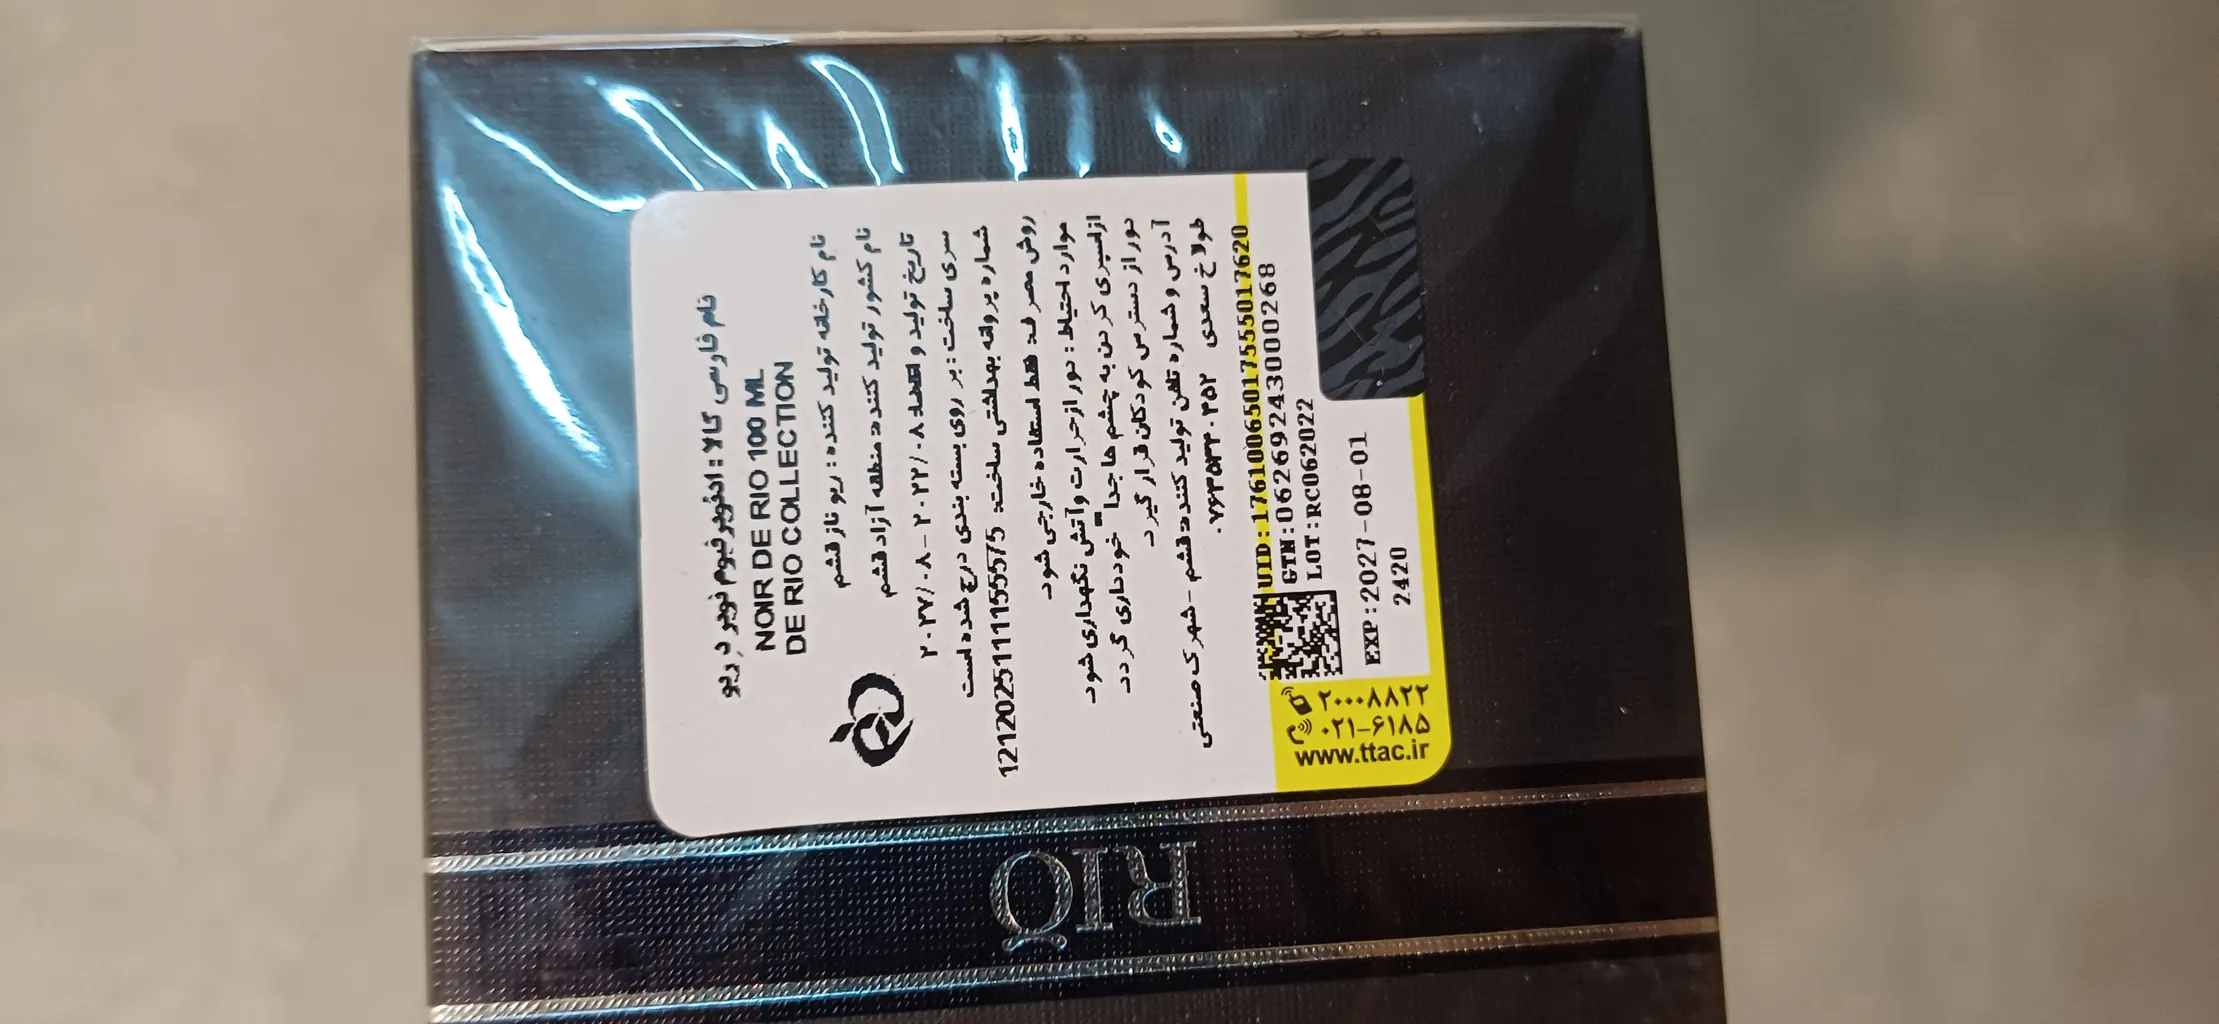 نام فارسی کالا : ادوپرفیوم نویر د ریو
NOIR DE RIO 100 ML
DE RIO COLLECTION
نام کارخانه تولید کننده : ریو ناز قشم
نام کشور تولید کننده: منطقه آزاد قشم
تاریخ تولید و انقضا: ۲۰۲۲/۰۸ - ۲۰۲۷/۰۸
سری ساخت : بر روی بسته بندی درج شده است
شماره پروانه بهداشتی ساخت: 1212025111155575
روش مصرف: فقط استفاده خارجی شود
موارد احتیاط : دور از حرارت و آتش نگهداری شود
از اسپری کردن به چشم ها جداً خودداری گردد
دور از دسترس کودکان قرار گیرد
آدرس و شماره تلفن تولید کننده: قشم - شهرک صنعتی
طولا خ سعدی ۰۷۶۳۵۳۳۰۲۵۲
UID:17610065017555017620
GTN:06269243000268
LOT:RC062022
EXP:2027-08-01
2420
۲۰۰۰۸۸۲۲
۰۲۱-۶۱۸۵
www.ttac.ir
RIO